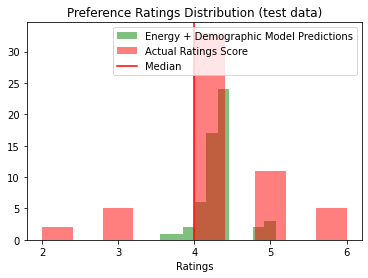 Preference Ratings Distribution (test data)
Energy + Demographic Model Predictions
Actual Ratings Score
Median
30
25
20
15
10
5
0
2
3
4
5
6
Ratings